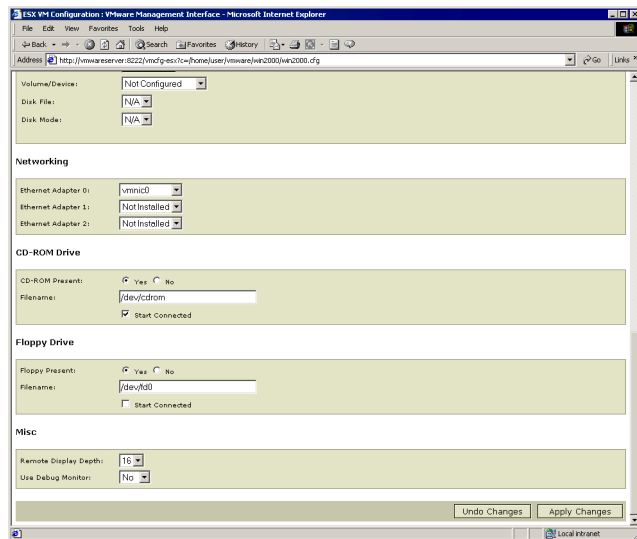 ESX VM Configuration : VMware Management Interface - Microsoft Internet Explorer
File Edit View Favorites Tools Help
Back Search Favorites History
Address http://vmwareserver:8222/vmcfg-esx?c=/home/user/vmware/win2000/win2000.cfg Go Links »
Volume/Device: Not Configured
Disk File: N/A
Disk Mode: N/A
Networking
Ethernet Adapter 0: vmnic0
Ethernet Adapter 1: Not Installed
Ethernet Adapter 2: Not Installed
CD-ROM Drive
CD-ROM Present: Yes No
Filename: /dev/cdrom
Start Connected
Floppy Drive
Floppy Present: Yes No
Filename: /dev/fd0
Start Connected
Misc
Remote Display Depth: 16
Use Debug Monitor: No
Undo Changes Apply Changes
Local intranet